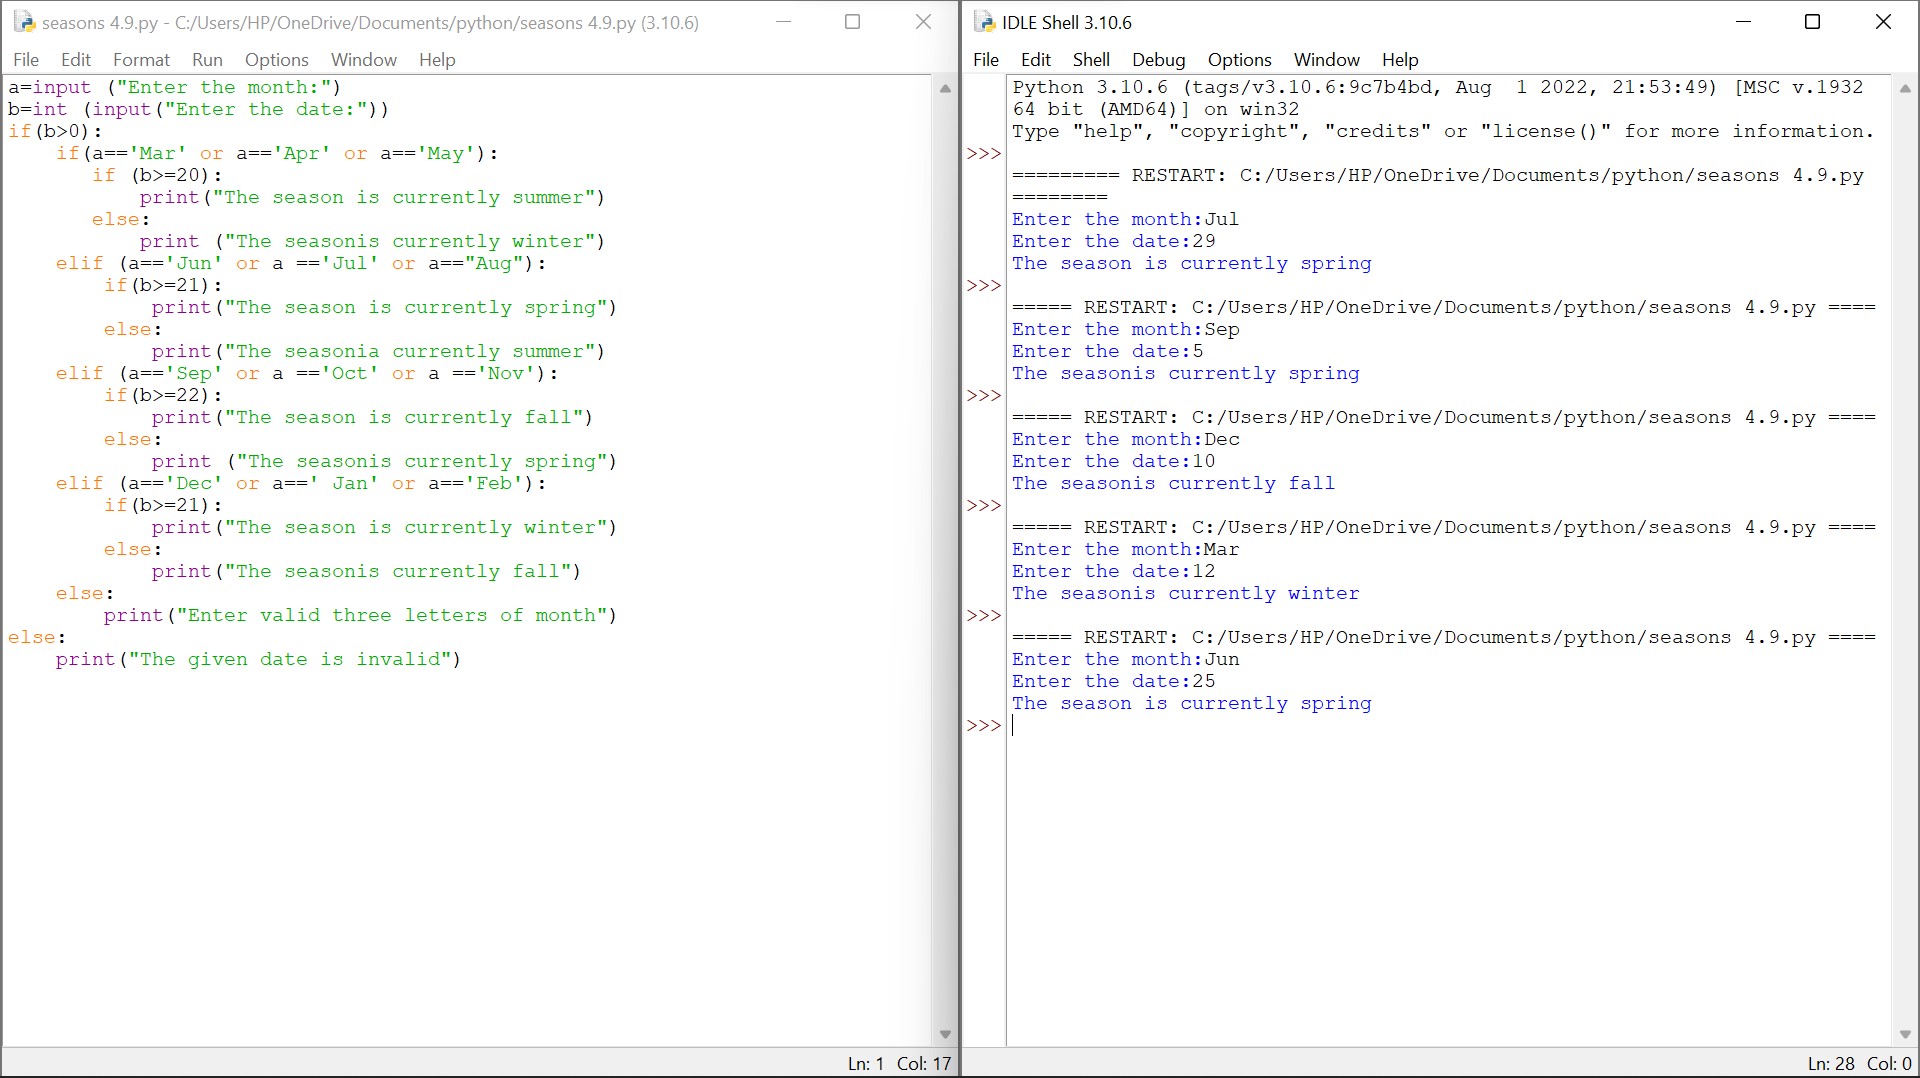 seasons 4.9.py - C:/Users/HP/OneDrive/Documents/python/seasons 4.9.py (3.10.6)
File Edit Format Run Options Window Help
a=input ("Enter the month:")
b=int (input("Enter the date:"))
if(b>0):
    if(a=='Mar' or a=='Apr' or a=='May'):
       if (b>=20):
           print("The season is currently summer")
       else:
           print ("The seasonis currently winter")
    elif (a=='Jun' or a =='Jul' or a=="Aug"):
        if(b>=21):
            print("The season is currently spring")
        else:
            print("The seasonia currently summer")
    elif (a=='Sep' or a =='Oct' or a =='Nov'):
        if(b>=22):
            print("The season is currently fall")
        else:
            print ("The seasonis currently spring")
    elif (a=='Dec' or a==' Jan' or a=='Feb'):
        if(b>=21):
            print("The season is currently winter")
        else:
            print("The seasonis currently fall")
    else:
        print("Enter valid three letters of month")
else:
    print("The given date is invalid")
Ln: 1 Col: 17
IDLE Shell 3.10.6
File Edit Shell Debug Options Window Help
Python 3.10.6 (tags/v3.10.6:9c7b4bd, Aug  1 2022, 21:53:49) [MSC v.1932
64 bit (AMD64)] on win32
Type "help", "copyright", "credits" or "license()" for more information.
>>>
========= RESTART: C:/Users/HP/OneDrive/Documents/python/seasons 4.9.py
========
Enter the month:Jul
Enter the date:29
The season is currently spring
>>>
===== RESTART: C:/Users/HP/OneDrive/Documents/python/seasons 4.9.py ====
Enter the month:Sep
Enter the date:5
The seasonis currently spring
>>>
===== RESTART: C:/Users/HP/OneDrive/Documents/python/seasons 4.9.py ====
Enter the month:Dec
Enter the date:10
The seasonis currently fall
>>>
===== RESTART: C:/Users/HP/OneDrive/Documents/python/seasons 4.9.py ====
Enter the month:Mar
Enter the date:12
The seasonis currently winter
>>>
===== RESTART: C:/Users/HP/OneDrive/Documents/python/seasons 4.9.py ====
Enter the month:Jun
Enter the date:25
The season is currently spring
>>>
Ln: 28 Col: 0